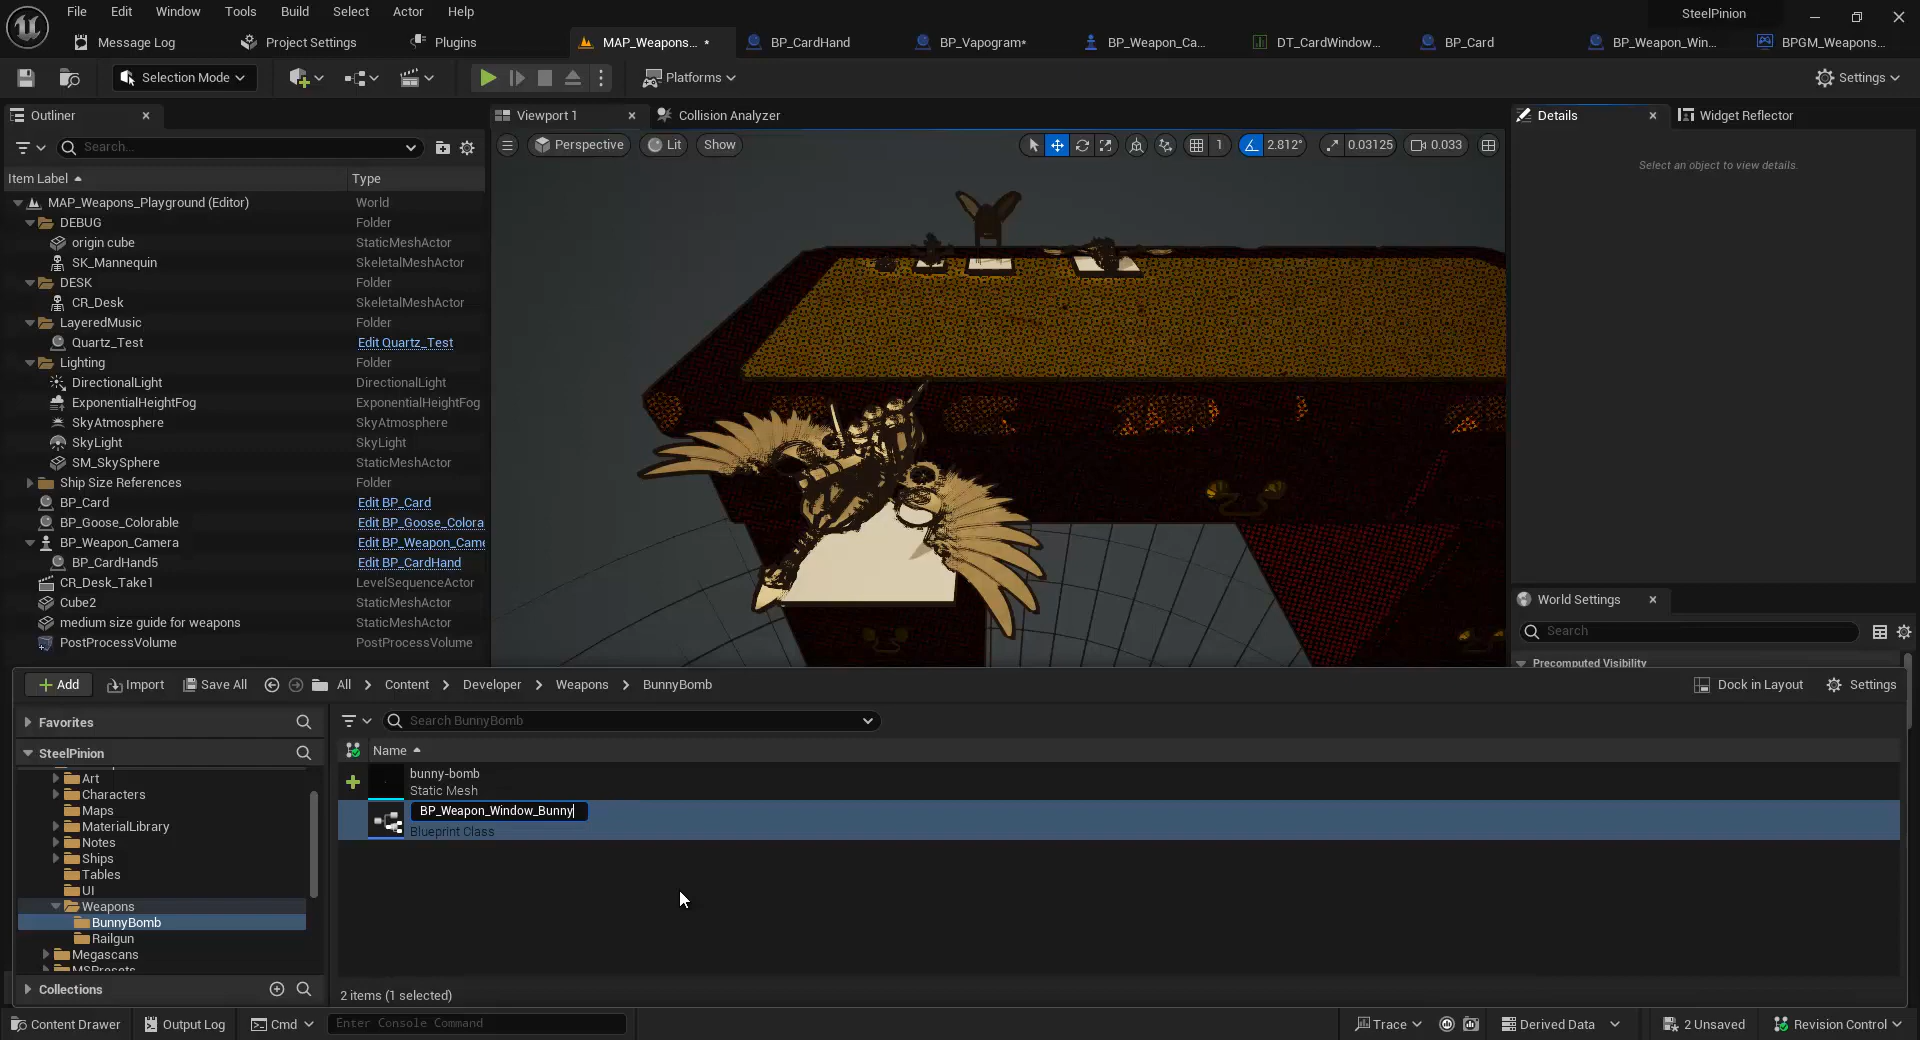 File Edit Window Tools Build Select Actor Help
SteelPinion
Message Log
Project Settings
Plugins
MAP_Weapons... *
BP_CardHand
BP_Vapogram*
BP_Weapon_Ca...
DT_CardWindow...
BP_Card
BP_Weapon_Win...
BPGM_Weapons...
Selection Mode
Platforms
Settings
Outliner
Search...
Item Label
Type
MAP_Weapons_Playground (Editor) World
DEBUG Folder
origin cube StaticMeshActor
SK_Mannequin SkeletalMeshActor
DESK Folder
CR_Desk SkeletalMeshActor
LayeredMusic Folder
Quartz_Test Edit Quartz_Test
Lighting Folder
DirectionalLight DirectionalLight
ExponentialHeightFog ExponentialHeightFog
SkyAtmosphere SkyAtmosphere
SkyLight SkyLight
SM_SkySphere StaticMeshActor
Ship Size References Folder
BP_Card Edit BP_Card
BP_Goose_Colorable Edit BP_Goose_Colora
BP_Weapon_Camera Edit BP_Weapon_Came
BP_CardHand5 Edit BP_CardHand
CR_Desk_Take1 LevelSequenceActor
Cube2 StaticMeshActor
medium size guide for weapons StaticMeshActor
PostProcessVolume PostProcessVolume
Viewport 1
Collision Analyzer
Perspective Lit Show
1 2.812° 0.03125 0.033
Details
Widget Reflector
Select an object to view details.
World Settings
Search
Precomputed Visibility
Add Import Save All All Content Developer Weapons BunnyBomb
Dock in Layout
Settings
Favorites
SteelPinion
Art
Characters
Maps
MaterialLibrary
Notes
Ships
Tables
UI
Weapons
BunnyBomb
Railgun
Megascans
MSPresets
Collections
Search BunnyBomb
Name
bunny-bomb
Static Mesh
BP_Weapon_Window_Bunny
Blueprint Class
2 items (1 selected)
Content Drawer
Output Log
Cmd
Enter Console Command
Trace
Derived Data
2 Unsaved
Revision Control